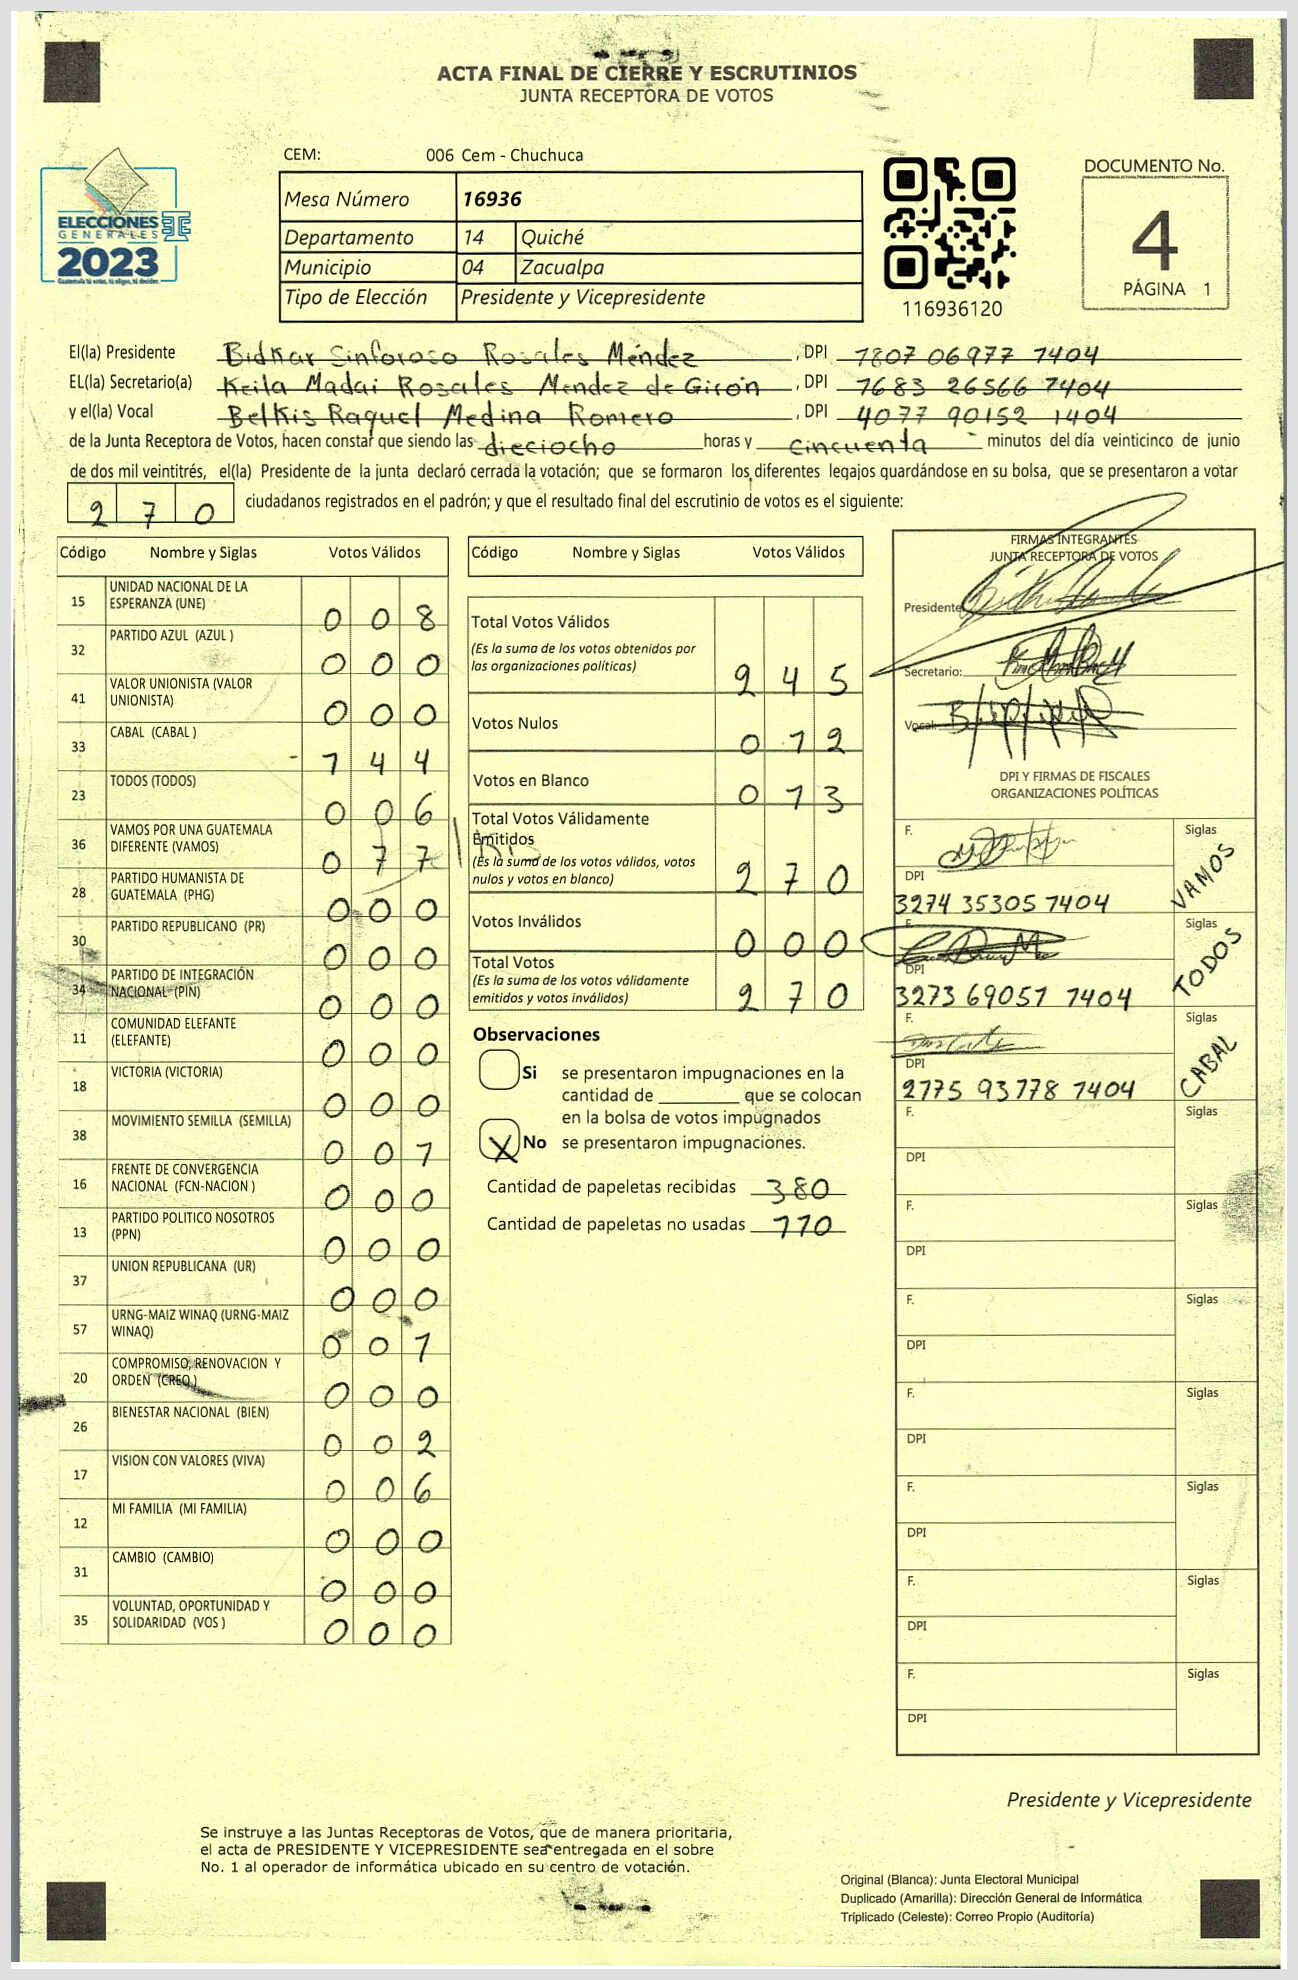 ACTA FINAL DE CIERRE Y ESCRUTINIOS
JUNTA RECEPTORA DE VOTOS
CEM: 006 Cem - Chuchuca
ELECCIONES
GENERALES
2023
Guatemala tú votas, tú eliges, tú decides
Mesa Número 16936
Departamento 14 Quiché
Municipio 04 Zacualpa
Tipo de Elección Presidente y Vicepresidente
116936120
DOCUMENTO No.
4
PÁGINA 1
El(la) Presidente Bidkar Sinforoso Rosales Méndez , DPI 1807 06977 1404
EL(la) Secretario(a) Keila Madai Rosales Méndez de Girón , DPI 1683 26566 1404
y el(la) Vocal Belkis Raquel Medina Romero , DPI 4077 90152 1404
de la Junta Receptora de Votos, hacen constar que siendo las dieciocho horas y cincuenta minutos del día veinticinco de junio
de dos mil veintitrés, el(la) Presidente de la junta declaró cerrada la votación; que se formaron los diferentes legajos guardándose en su bolsa, que se presentaron a votar
270 ciudadanos registrados en el padrón; y que el resultado final del escrutinio de votos es el siguiente:
Código Nombre y Siglas Votos Válidos
15 UNIDAD NACIONAL DE LA ESPERANZA (UNE) 0 0 8
32 PARTIDO AZUL (AZUL ) 0 0 0
41 VALOR UNIONISTA (VALOR UNIONISTA) 0 0 0
33 CABAL (CABAL ) 1 4 4
23 TODOS (TODOS) 0 0 6
36 VAMOS POR UNA GUATEMALA DIFERENTE (VAMOS) 0 7 7
28 PARTIDO HUMANISTA DE GUATEMALA (PHG) 0 0 0
30 PARTIDO REPUBLICANO (PR) 0 0 0
34 PARTIDO DE INTEGRACIÓN NACIONAL (PIN) 0 0 0
11 COMUNIDAD ELEFANTE (ELEFANTE) 0 0 0
18 VICTORIA (VICTORIA) 0 0 0
38 MOVIMIENTO SEMILLA (SEMILLA) 0 0 1
16 FRENTE DE CONVERGENCIA NACIONAL (FCN-NACION ) 0 0 0
13 PARTIDO POLITICO NOSOTROS (PPN) 0 0 0
37 UNION REPUBLICANA (UR) 0 0 0
57 URNG-MAIZ WINAQ (URNG-MAIZ WINAQ) 0 0 1
20 COMPROMISO, RENOVACION Y ORDEN (CREO ) 0 0 0
26 BIENESTAR NACIONAL (BIEN) 0 0 2
17 VISION CON VALORES (VIVA) 0 0 6
12 MI FAMILIA (MI FAMILIA) 0 0 0
31 CAMBIO (CAMBIO) 0 0 0
35 VOLUNTAD, OPORTUNIDAD Y SOLIDARIDAD (VOS ) 0 0 0
Código Nombre y Siglas Votos Válidos
Total Votos Válidos
(Es la suma de los votos obtenidos por
las organizaciones políticas) 2 4 5
Votos Nulos 0 1 2
Votos en Blanco 0 1 3
Total Votos Válidamente
Emitidos
(Es la suma de los votos válidos, votos
nulos y votos en blanco) 2 7 0
Votos Inválidos 0 0 0
Total Votos
(Es la suma de los votos válidamente
emitidos y votos inválidos) 2 7 0
Observaciones
Si se presentaron impugnaciones en la
cantidad de ________ que se colocan
en la bolsa de votos impugnados
X No se presentaron impugnaciones.
Cantidad de papeletas recibidas 380
Cantidad de papeletas no usadas 110
FIRMAS INTEGRANTES
JUNTA RECEPTORA DE VOTOS
Presidente:
Secretario:
Vocal:
DPI Y FIRMAS DE FISCALES
ORGANIZACIONES POLÍTICAS
F. Siglas VAMOS
DPI
3274 35305 1404
F. Siglas TODOS
DPI
3273 69051 1404
F. Siglas CABAL
DPI
2775 93778 1404
F. Siglas
DPI
F. Siglas
DPI
F. Siglas
DPI
F. Siglas
DPI
F. Siglas
DPI
F. Siglas
DPI
F. Siglas
DPI
Presidente y Vicepresidente
Se instruye a las Juntas Receptoras de Votos, que de manera prioritaria,
el acta de PRESIDENTE Y VICEPRESIDENTE sea entregada en el sobre
No. 1 al operador de informática ubicado en su centro de votación.
Original (Blanca): Junta Electoral Municipal
Duplicado (Amarilla): Dirección General de Informática
Triplicado (Celeste): Correo Propio (Auditoría)